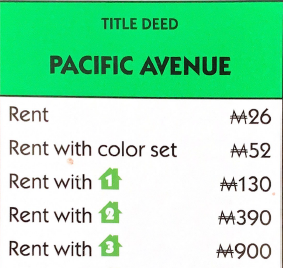 TITLE DEED
PACIFIC AVENUE
Rent ₩26
Rent with color set ₩52
Rent with 1 ₩130
Rent with 2 ₩390
Rent with 3 ₩900